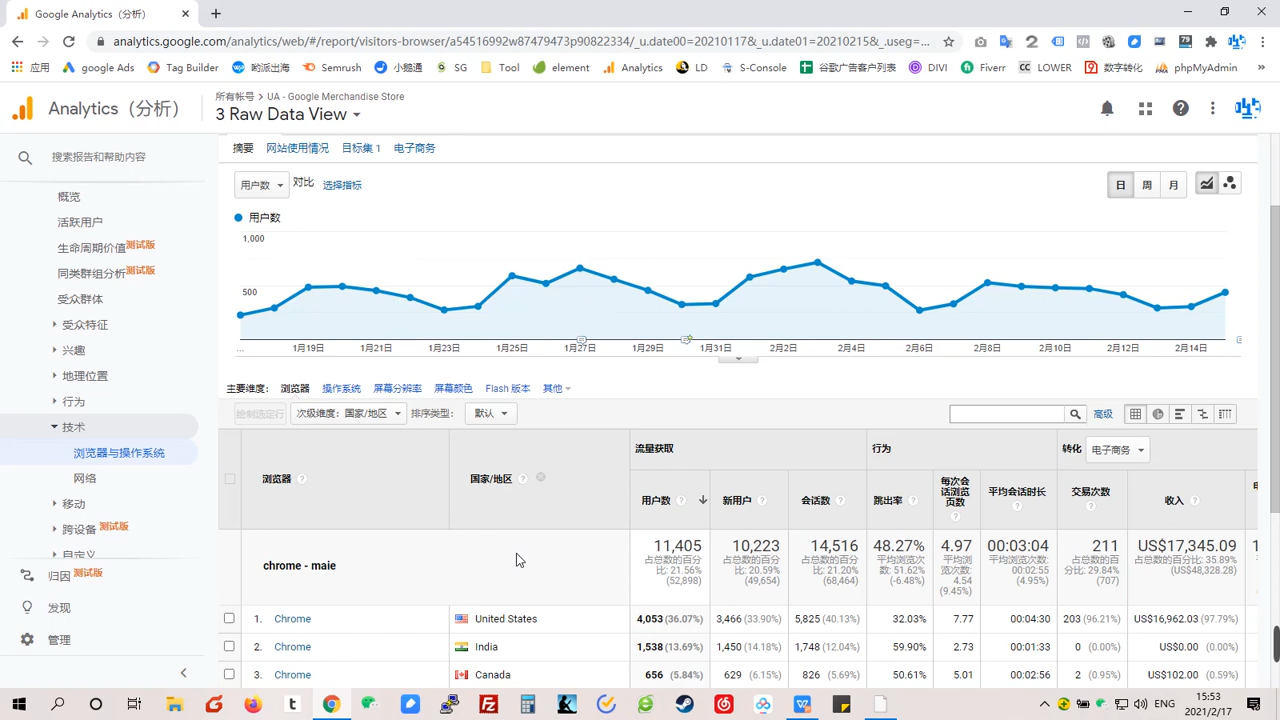 Google Analytics (分析)
analytics.google.com/analytics/web/#/report/visitors-browser/a54516992w87479473p90822334/_u.date00=20210117&_u.date01=20210215&_.useg=...
应用 google Ads Tag Builder 哈派出海 Semrush 小鹅通 SG Tool element Analytics LD S-Console 谷歌广告客户列表 DIVI Fiverr CC LOWER 数字转化 phpMyAdmin »
Analytics（分析）
所有帐号 > UA - Google Merchandise Store
3 Raw Data View
搜索报告和帮助内容
概览
活跃用户
生命周期价值测试版
同类群组分析测试版
受众群体
受众特征
兴趣
地理位置
行为
技术
浏览器与操作系统
网络
移动
跨设备 测试版
自定义
归因 测试版
发现
管理
摘要 网站使用情况 目标集 1 电子商务
用户数 对比 选择指标
日 周 月
用户数
1,000
500
... 1月19日 1月21日 1月23日 1月25日 1月27日 1月29日 1月31日 2月2日 2月4日 2月6日 2月8日 2月10日 2月12日 2月14日
主要维度： 浏览器 操作系统 屏幕分辨率 屏幕颜色 Flash 版本 其他
绘制选定行 次级维度：国家/地区 排序类型： 默认 高级
浏览器 国家/地区
流量获取 行为 转化 电子商务
用户数 新用户 会话数 跳出率 每次会话浏览页数 平均会话时长 交易次数 收入
chrome - maie
11,405
占总数的百分比: 21.56%
(52,898)
10,223
占总数的百分比: 20.59%
(49,654)
14,516
占总数的百分比: 21.20%
(68,464)
48.27%
平均浏览次数: 51.62%
(-6.48%)
4.97
平均浏览次数: 4.54
(9.45%)
00:03:04
平均浏览次数: 00:02:55
(4.95%)
211
占总数的百分比: 29.84%
(707)
US$17,345.09
占总数的百分比: 35.89%
(US$48,328.28)
1. Chrome United States 4,053 (36.07%) 3,466 (33.90%) 5,825 (40.13%) 32.03% 7.77 00:04:30 203 (96.21%) US$16,962.03 (97.79%)
2. Chrome India 1,538 (13.69%) 1,450 (14.18%) 1,748 (12.04%) 59.90% 2.73 00:01:33 0 (0.00%) US$0.00 (0.00%)
3. Chrome Canada 656 (5.84%) 629 (6.15%) 826 (5.69%) 50.61% 5.01 00:02:56 2 (0.95%) US$102.00 (0.59%)
ENG
15:53
2021/2/17